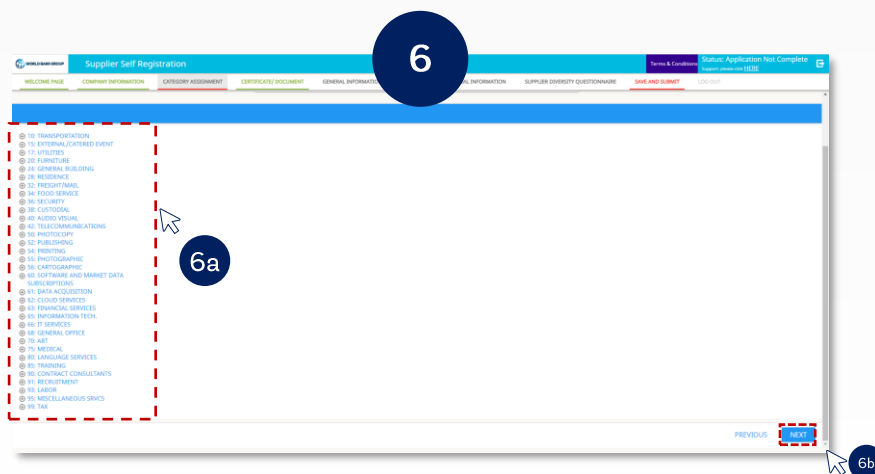 6
WORLD BANK GROUP
Supplier Self Registration
Terms & Conditions
Status: Application Not Complete
Support please visit HERE
WELCOME PAGE
COMPANY INFORMATION
CATEGORY ASSIGNMENT
CERTIFICATE/ DOCUMENT
GENERAL INFORMATIO
INFORMATION
SUPPLIER DIVERSITY QUESTIONNAIRE
SAVE AND SUBMIT
LOG OUT
10: TRANSPORTATION
15: EXTERNAL/CATERED EVENT
17: UTILITIES
20: FURNITURE
24: GENERAL BUILDING
28: RESIDENCE
32: FREIGHT/MAIL
34: FOOD SERVICE
36: SECURITY
38: CUSTODIAL
40: AUDIO VISUAL
42: TELECOMMUNICATIONS
50: PHOTOCOPY
52: PUBLISHING
54: PRINTING
55: PHOTOGRAPHIC
56: CARTOGRAPHIC
60: SOFTWARE AND MARKET DATA
SUBSCRIPTIONS
61: DATA ACQUISITION
62: CLOUD SERVICES
63: FINANCIAL SERVICES
65: INFORMATION TECH.
66: IT SERVICES
68: GENERAL OFFICE
70: ART
75: MEDICAL
80: LANGUAGE SERVICES
85: TRAINING
90: CONTRACT CONSULTANTS
91: RECRUITMENT
93: LABOR
95: MISCELLANEOUS SRVCS
99: TAX
6a
PREVIOUS
NEXT
6b